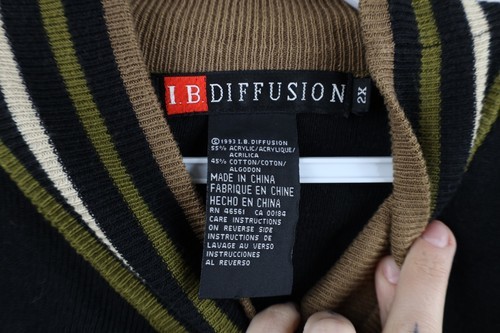 I.B. DIFFUSION
2X
©1993 I.B. DIFFUSION
55% ACRYLIC/ACRYLIQUE/
ACRILICA
45% COTTON/COTON/
ALGODON
MADE IN CHINA
FABRIQUE EN CHINE
HECHO EN CHINA
RN 46561 CA 00184
CARE INSTRUCTIONS
ON REVERSE SIDE
INSTRUCTIONS DE
LAVAGE AU VERSO
INSTRUCCIONES
AL REVERSO